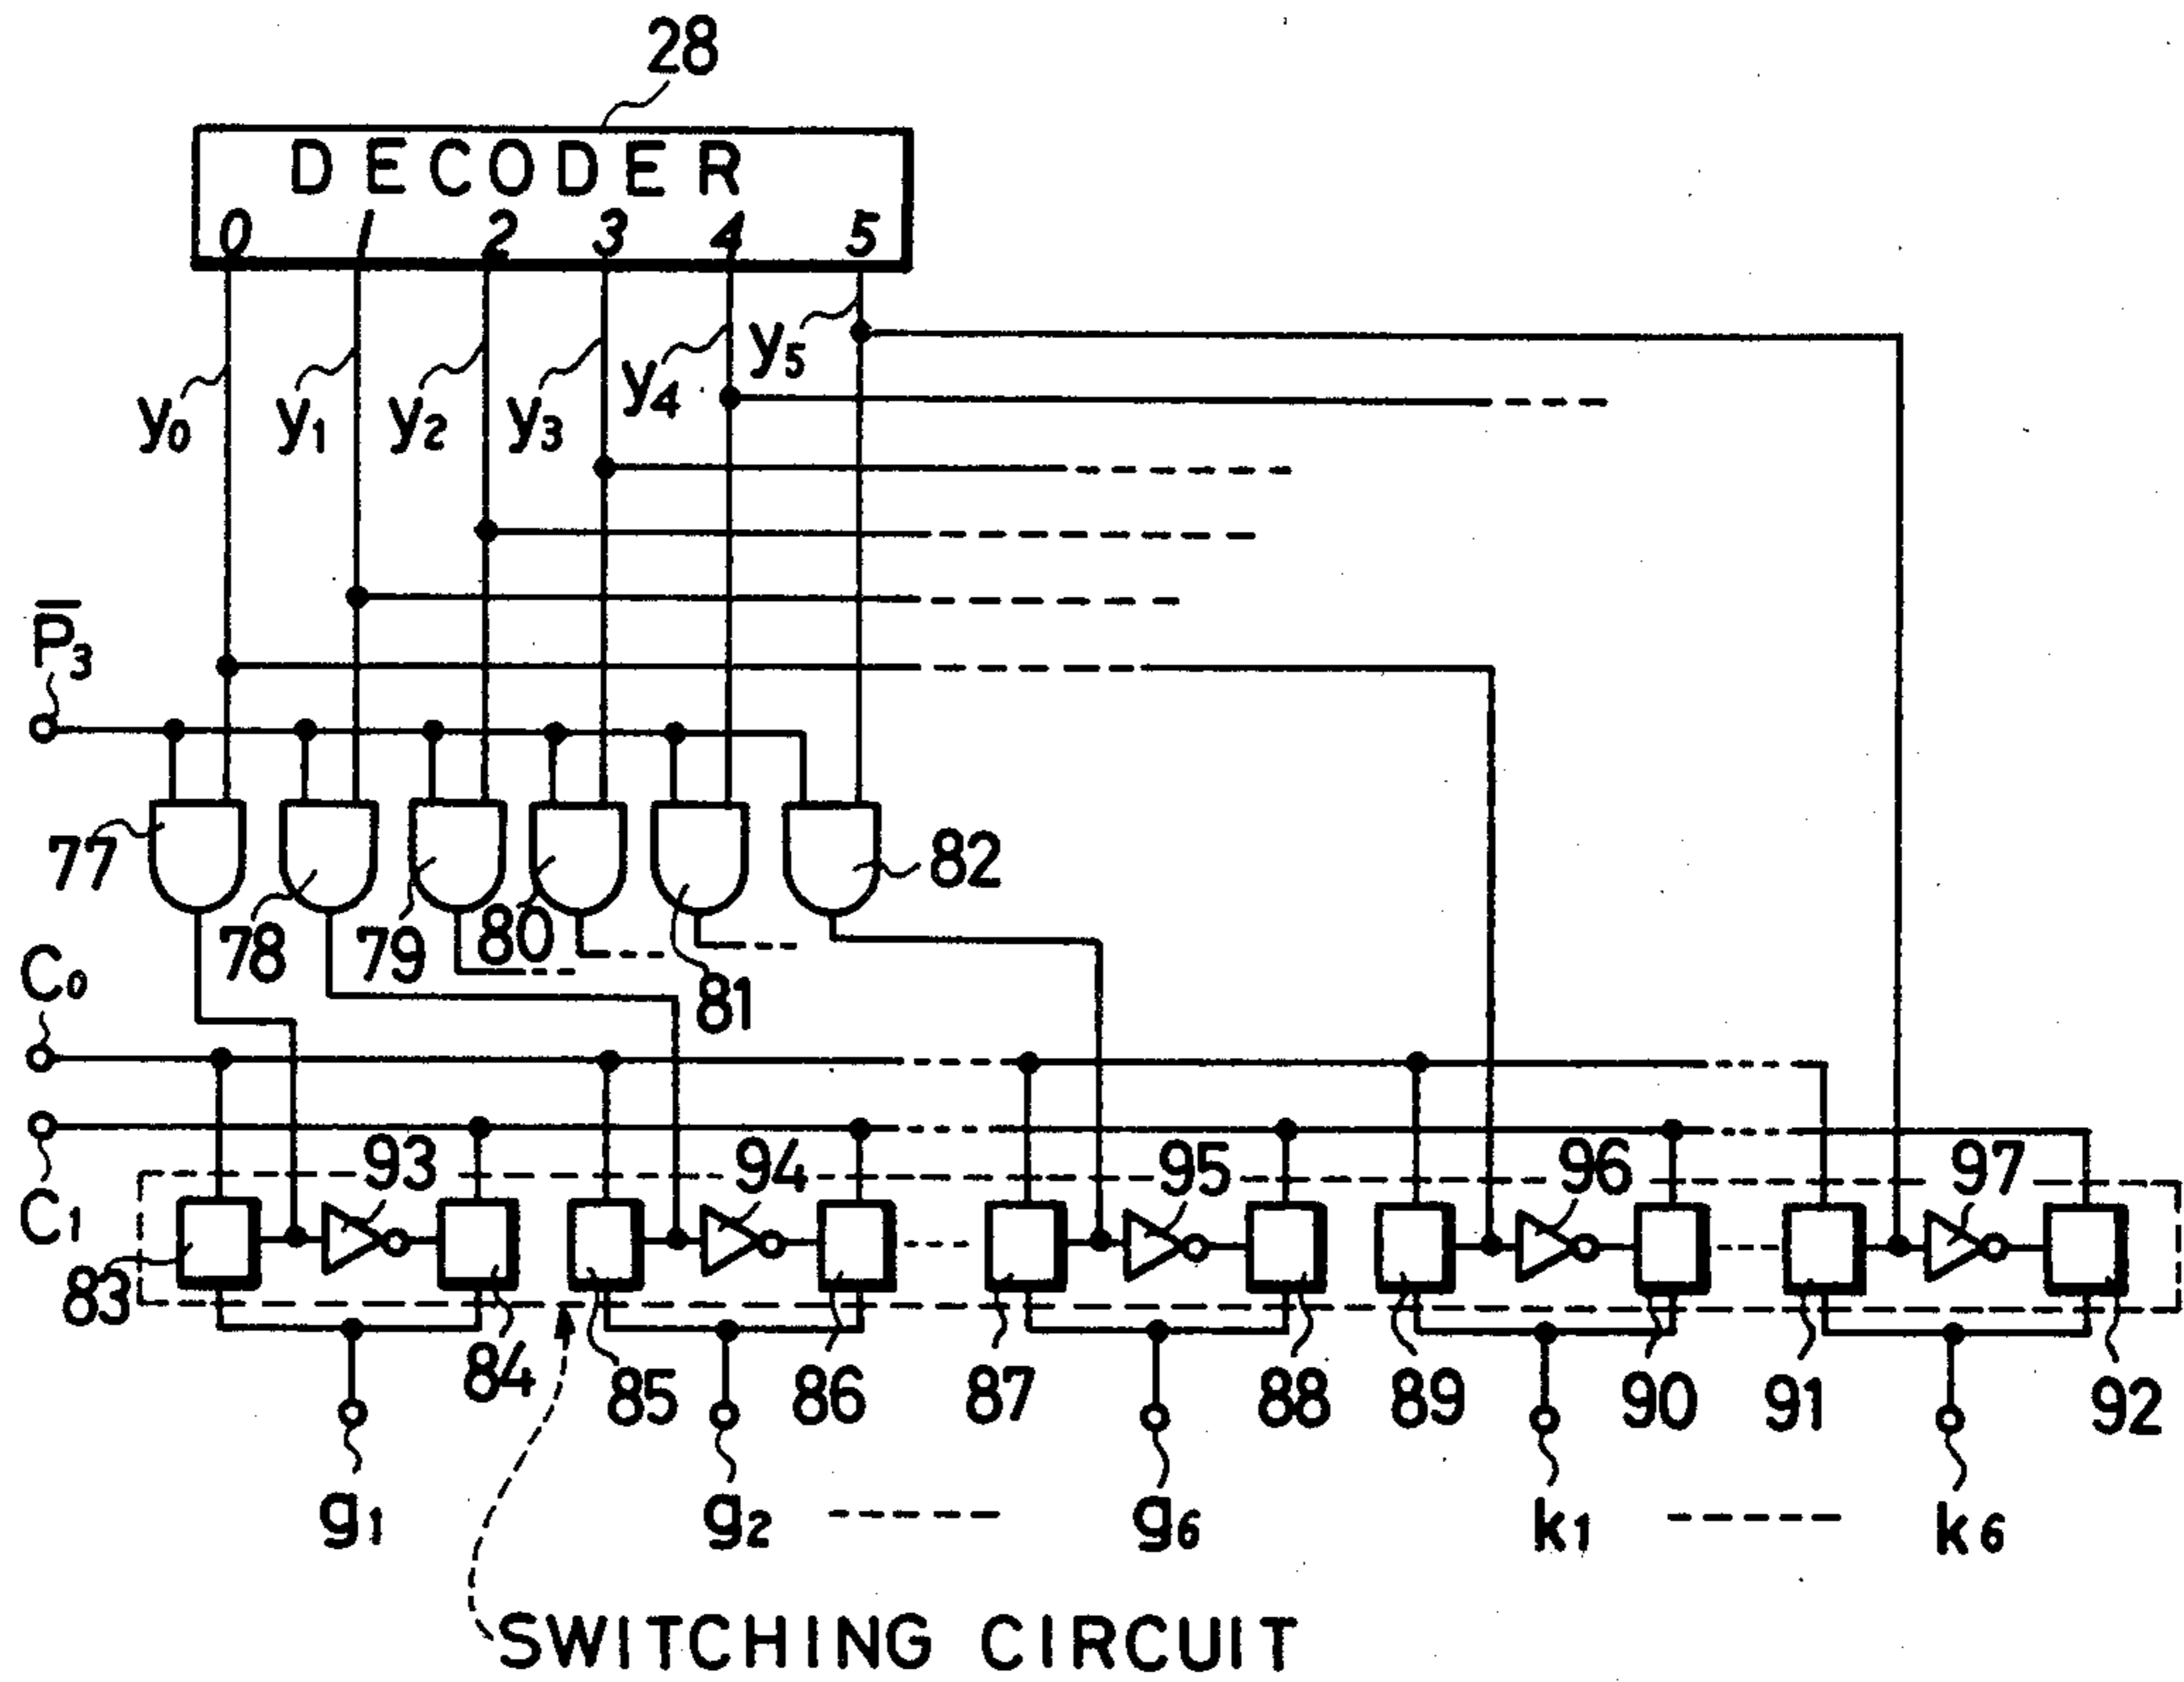 28
DECODER
0 1 2 3 4 5
y0 y1 y2 y3 y4 y5
P̅3
77 78 79 80 81 82
C0
C1
93 94 95 96 97
83 84 85 86 87 88 89 90 91 92
g1 g2 g6 k1 k6
SWITCHING CIRCUIT